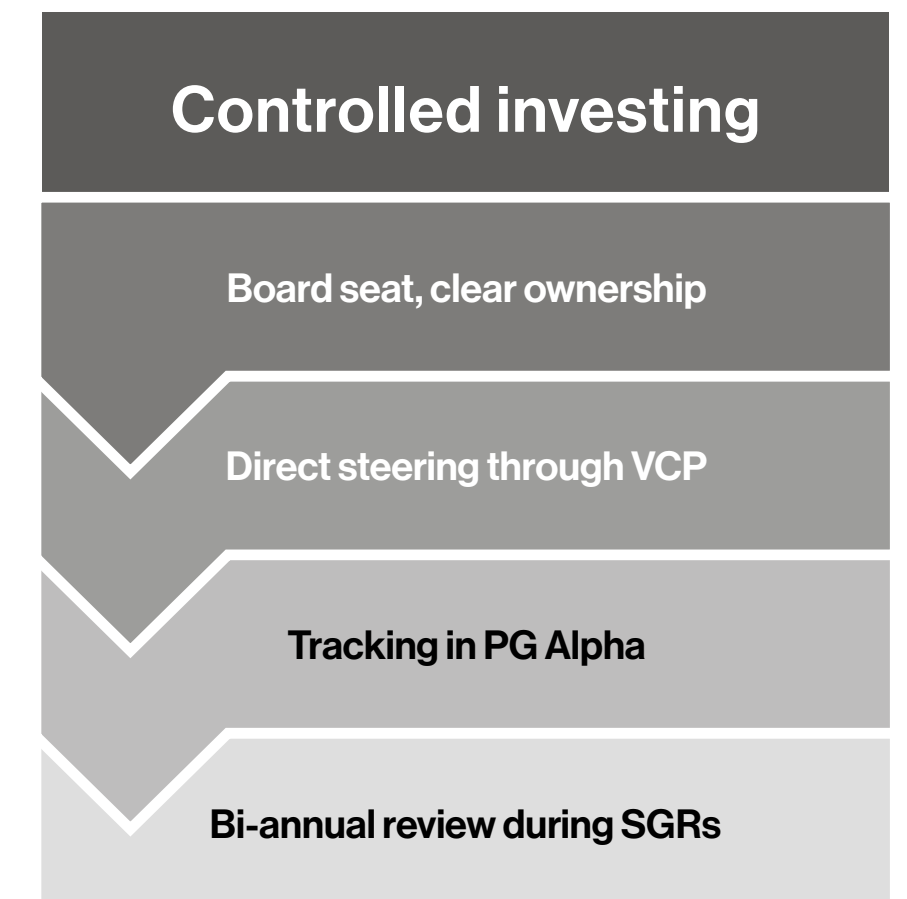 Controlled investing
Board seat, clear ownership
Direct steering through VCP
Tracking in PG Alpha
Bi-annual review during SGRs